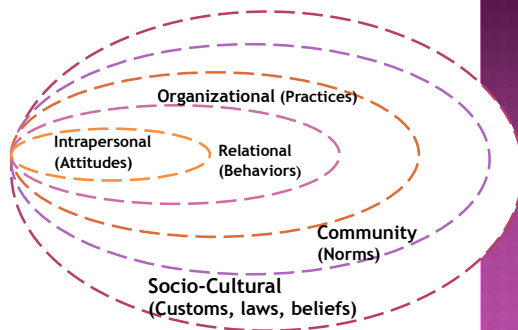 Organizational (Practices)
Intrapersonal
(Attitudes)
Relational
(Behaviors)
Community
(Norms)
Socio-Cultural
(Customs, laws, beliefs)